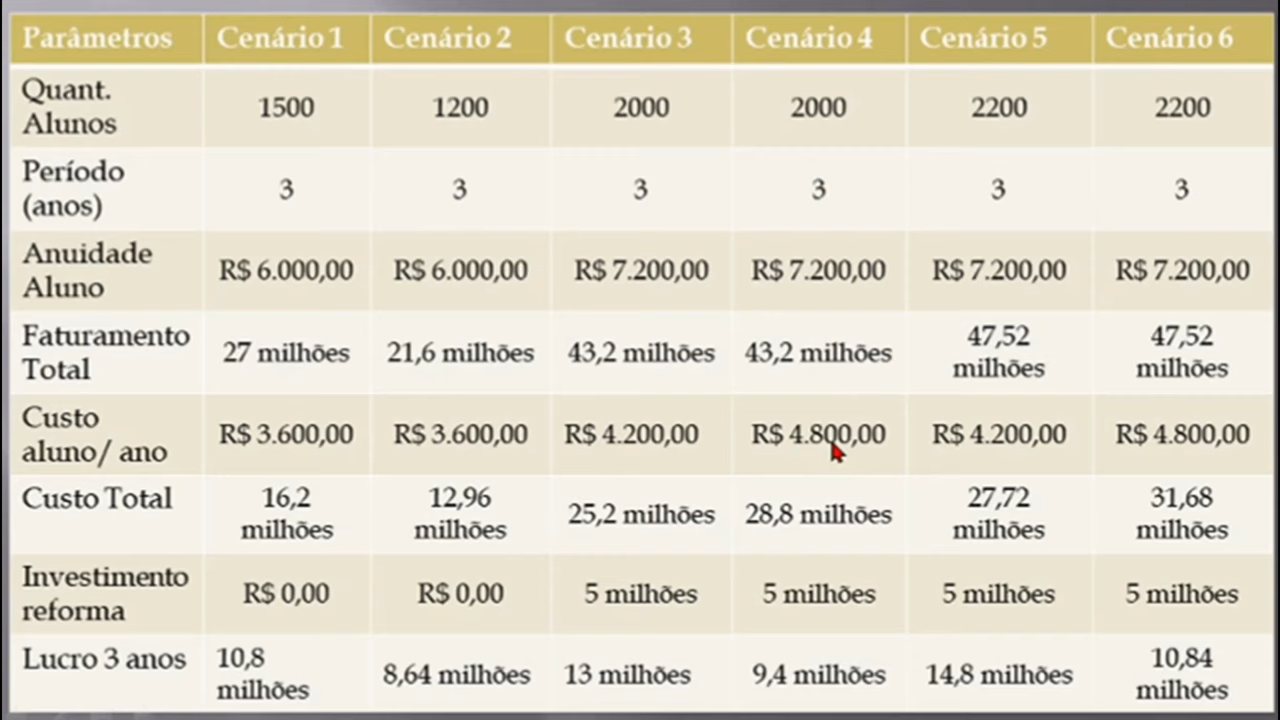 Parâmetros Cenário 1 Cenário 2 Cenário 3 Cenário 4 Cenário 5 Cenário 6
Quant. Alunos 1500 1200 2000 2000 2200 2200
Período (anos) 3 3 3 3 3 3
Anuidade Aluno R$ 6.000,00 R$ 6.000,00 R$ 7.200,00 R$ 7.200,00 R$ 7.200,00 R$ 7.200,00
Faturamento Total 27 milhões 21,6 milhões 43,2 milhões 43,2 milhões 47,52 milhões 47,52 milhões
Custo aluno/ ano R$ 3.600,00 R$ 3.600,00 R$ 4.200,00 R$ 4.800,00 R$ 4.200,00 R$ 4.800,00
Custo Total 16,2 milhões 12,96 milhões 25,2 milhões 28,8 milhões 27,72 milhões 31,68 milhões
Investimento reforma R$ 0,00 R$ 0,00 5 milhões 5 milhões 5 milhões 5 milhões
Lucro 3 anos 10,8 milhões 8,64 milhões 13 milhões 9,4 milhões 14,8 milhões 10,84 milhões